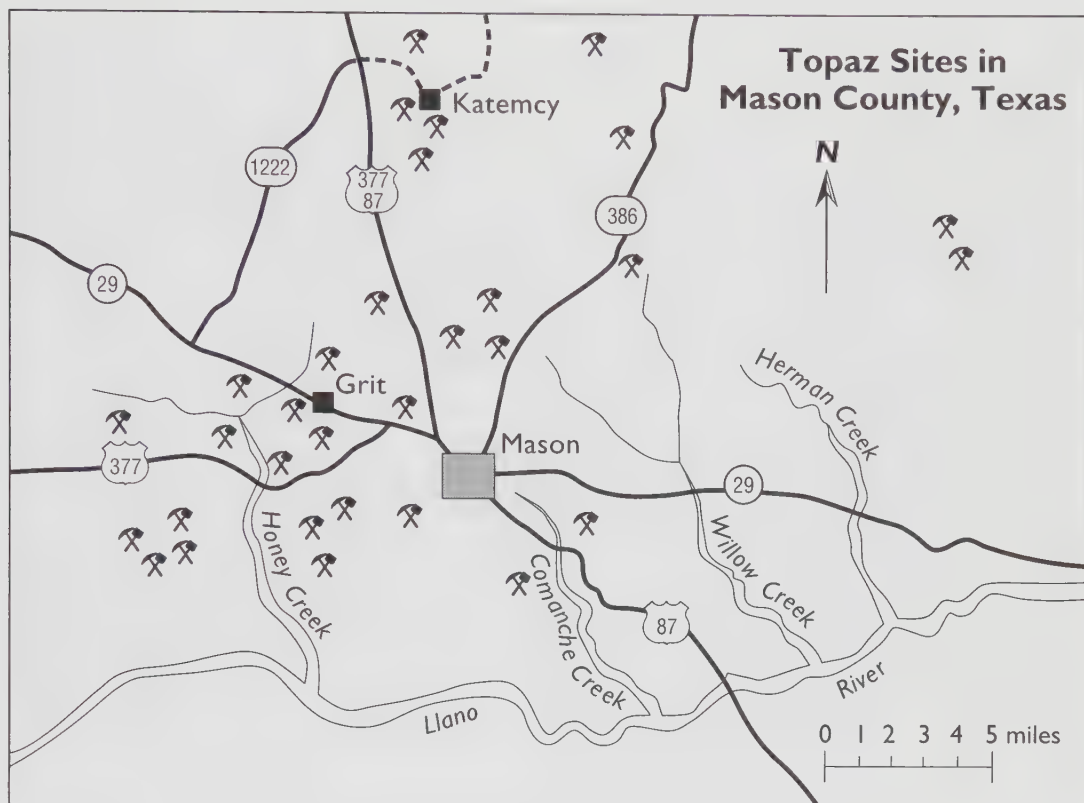 Topaz Sites in
Mason County, Texas
N
Katemcy
1222
377
87
386
29
Grit
Herman Creek
Mason
377
29
Honey Creek
Willow Creek
Comanche Creek
87
River
Llano
0 1 2 3 4 5 miles